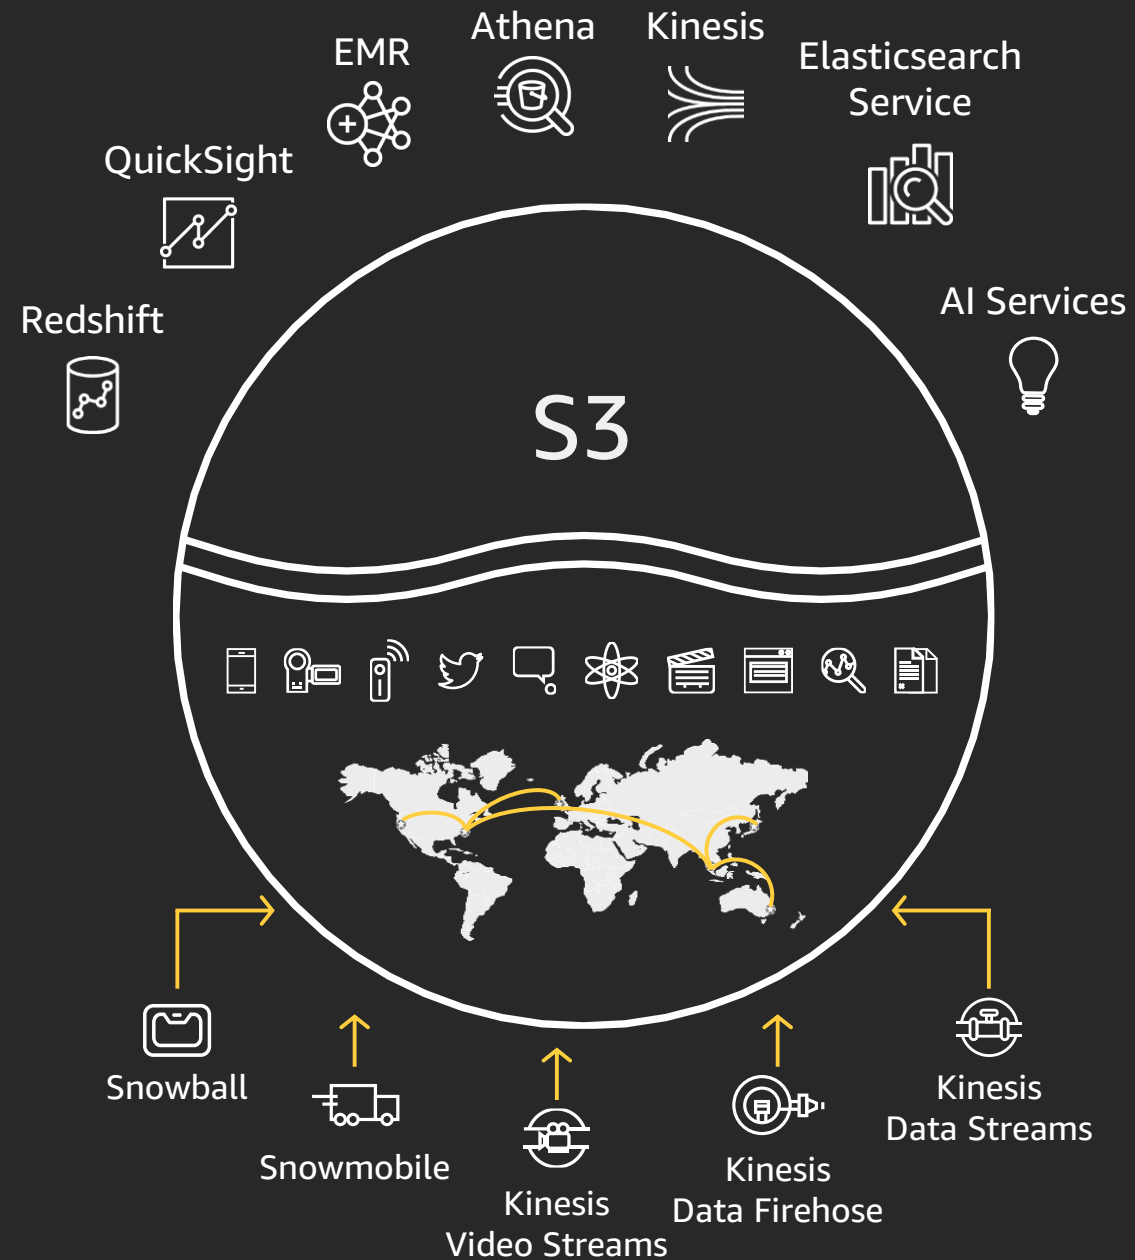 Athena
Kinesis
EMR
Elasticsearch
Service
QuickSight
AI Services
Redshift
S3
Snowball
Kinesis
Data Streams
Snowmobile
Kinesis
Data Firehose
Kinesis
Video Streams